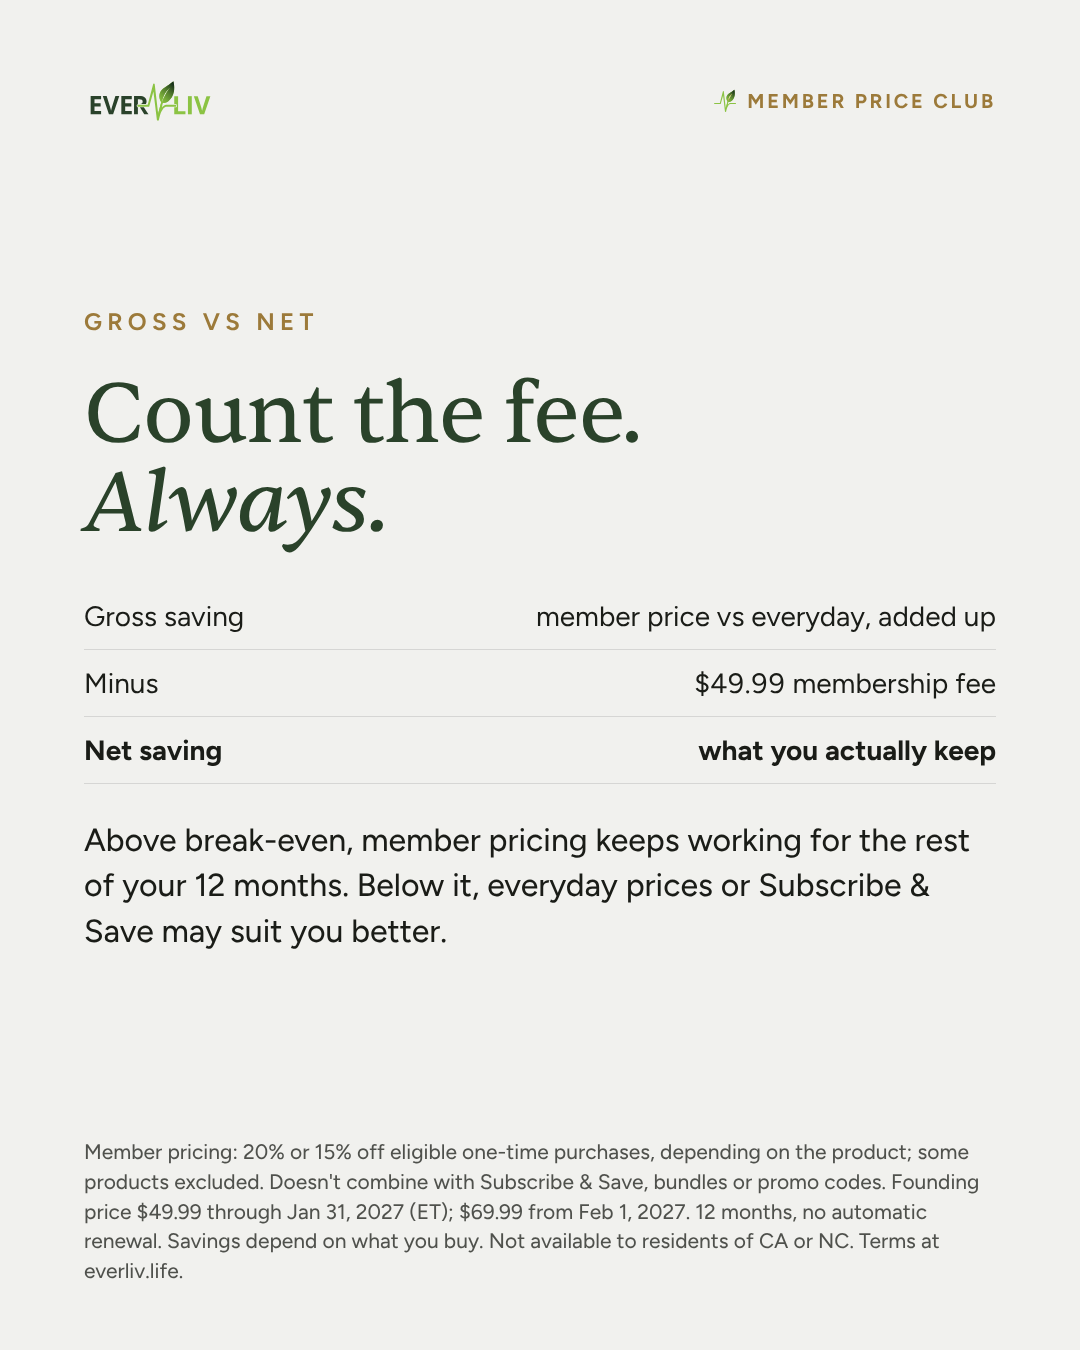 EVERLIV
MEMBER PRICE CLUB
GROSS VS NET
Count the fee.
Always.
Gross saving member price vs everyday, added up
Minus $49.99 membership fee
Net saving what you actually keep
Above break-even, member pricing keeps working for the rest
of your 12 months. Below it, everyday prices or Subscribe &
Save may suit you better.
Member pricing: 20% or 15% off eligible one-time purchases, depending on the product; some
products excluded. Doesn't combine with Subscribe & Save, bundles or promo codes. Founding
price $49.99 through Jan 31, 2027 (ET); $69.99 from Feb 1, 2027. 12 months, no automatic
renewal. Savings depend on what you buy. Not available to residents of CA or NC. Terms at
everliv.life.